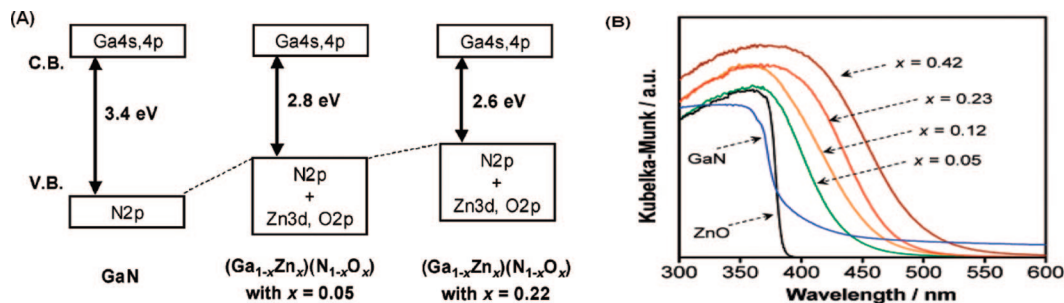 (A)
Ga4s,4p
Ga4s,4p
Ga4s,4p
C.B.
3.4 eV
2.8 eV
2.6 eV
V.B.
N2p
N2p
+
Zn3d, O2p
N2p
+
Zn3d, O2p
GaN
(Ga1-xZnx)(N1-xOx)
with x = 0.05
(Ga1-xZnx)(N1-xOx)
with x = 0.22
(B)
Kubelka-Munk / a.u.
x = 0.42
x = 0.23
x = 0.12
x = 0.05
GaN
ZnO
300 350 400 450 500 550 600
Wavelength / nm